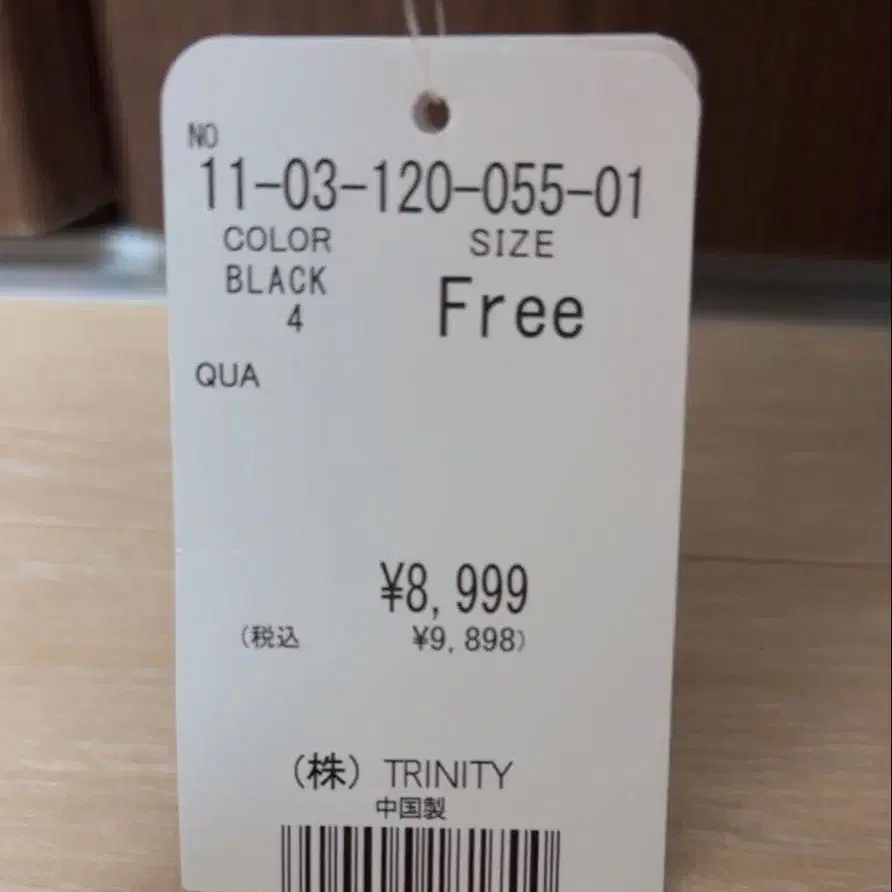 NO
11-03-120-055-01
COLOR SIZE
BLACK Free
4
QUA
¥8,999
(税込 ¥9,898)
(株) TRINITY
中国製